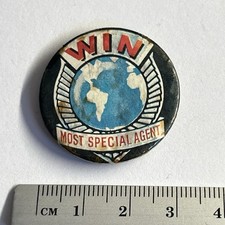 WIN
MOST SPECIAL AGENT
CM 1 2 3 4